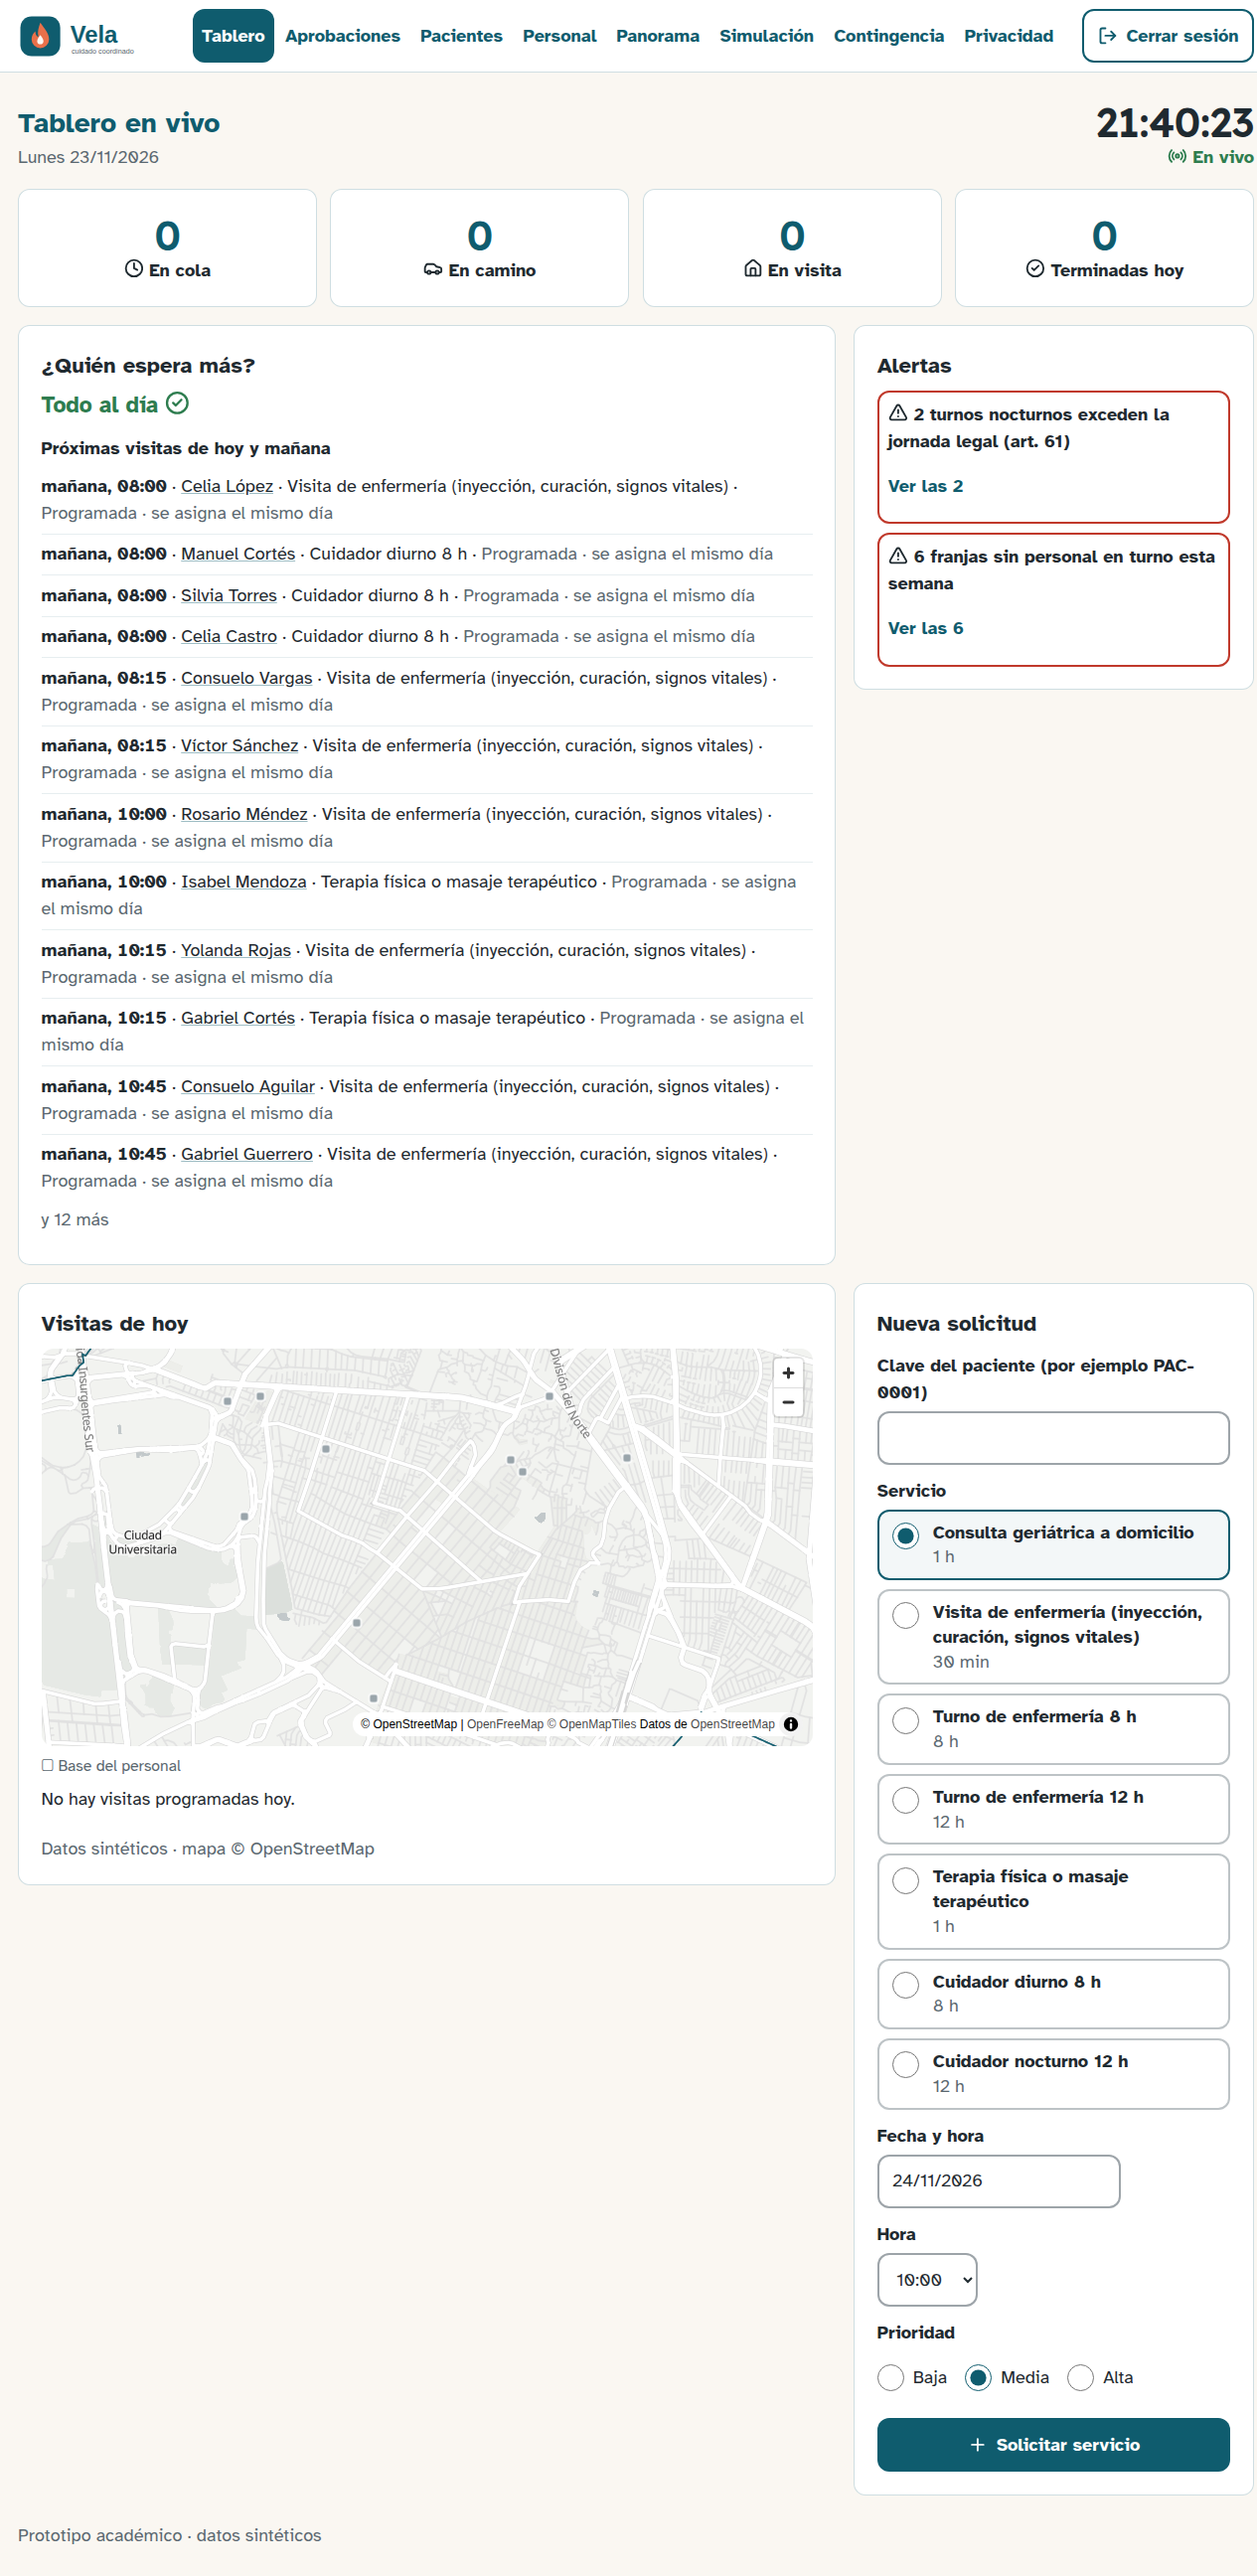 Vela
cuidado coordinado
Tablero
Aprobaciones
Pacientes
Personal
Panorama
Simulación
Contingencia
Privacidad
Cerrar sesión
Tablero en vivo
21:40:23
Lunes 23/11/2026
En vivo
0
En cola
0
En camino
0
En visita
0
Terminadas hoy
¿Quién espera más?
Todo al día
Próximas visitas de hoy y mañana
mañana, 08:00 · Celia López · Visita de enfermería (inyección, curación, signos vitales) ·
Programada · se asigna el mismo día
mañana, 08:00 · Manuel Cortés · Cuidador diurno 8 h · Programada · se asigna el mismo día
mañana, 08:00 · Silvia Torres · Cuidador diurno 8 h · Programada · se asigna el mismo día
mañana, 08:00 · Celia Castro · Cuidador diurno 8 h · Programada · se asigna el mismo día
mañana, 08:15 · Consuelo Vargas · Visita de enfermería (inyección, curación, signos vitales) ·
Programada · se asigna el mismo día
mañana, 08:15 · Víctor Sánchez · Visita de enfermería (inyección, curación, signos vitales) ·
Programada · se asigna el mismo día
mañana, 10:00 · Rosario Méndez · Visita de enfermería (inyección, curación, signos vitales) ·
Programada · se asigna el mismo día
mañana, 10:00 · Isabel Mendoza · Terapia física o masaje terapéutico · Programada · se asigna
el mismo día
mañana, 10:15 · Yolanda Rojas · Visita de enfermería (inyección, curación, signos vitales) ·
Programada · se asigna el mismo día
mañana, 10:15 · Gabriel Cortés · Terapia física o masaje terapéutico · Programada · se asigna el
mismo día
mañana, 10:45 · Consuelo Aguilar · Visita de enfermería (inyección, curación, signos vitales) ·
Programada · se asigna el mismo día
mañana, 10:45 · Gabriel Guerrero · Visita de enfermería (inyección, curación, signos vitales) ·
Programada · se asigna el mismo día
y 12 más
Alertas
2 turnos nocturnos exceden la
jornada legal (art. 61)
Ver las 2
6 franjas sin personal en turno esta
semana
Ver las 6
Visitas de hoy
Insurgentes Sur
División del Norte
Ciudad
Universitaria
+
−
© OpenStreetMap | OpenFreeMap © OpenMapTiles Datos de OpenStreetMap
Base del personal
No hay visitas programadas hoy.
Datos sintéticos · mapa © OpenStreetMap
Nueva solicitud
Clave del paciente (por ejemplo PAC-
0001)
Servicio
Consulta geriátrica a domicilio
1 h
Visita de enfermería (inyección,
curación, signos vitales)
30 min
Turno de enfermería 8 h
8 h
Turno de enfermería 12 h
12 h
Terapia física o masaje
terapéutico
1 h
Cuidador diurno 8 h
8 h
Cuidador nocturno 12 h
12 h
Fecha y hora
24/11/2026
Hora
10:00
Prioridad
Baja
Media
Alta
+ Solicitar servicio
Prototipo académico · datos sintéticos